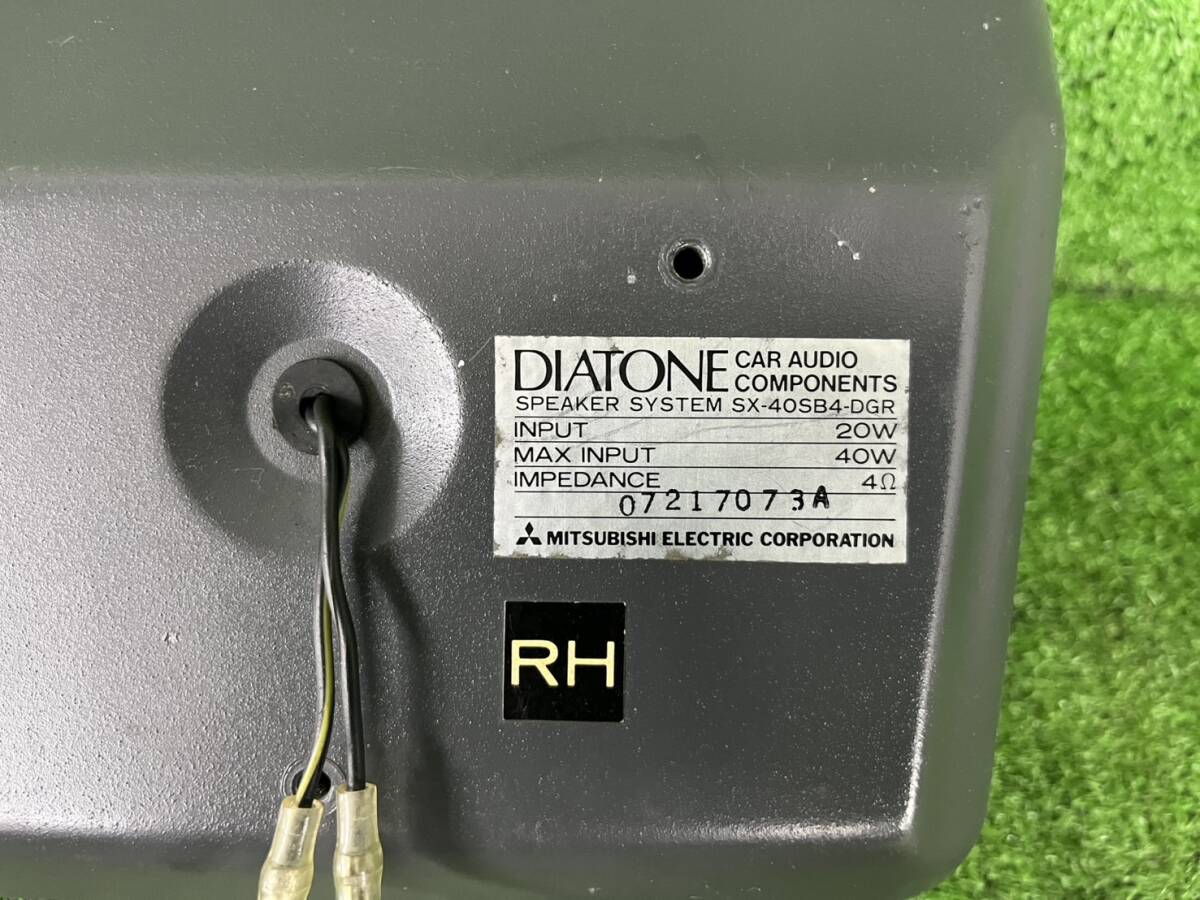 DIATONE CAR AUDIO COMPONENTS
SPEAKER SYSTEM SX-40SB4-DGR
INPUT 20W
MAX INPUT 40W
IMPEDANCE 4Ω
07217073A
MITSUBISHI ELECTRIC CORPORATION
RH